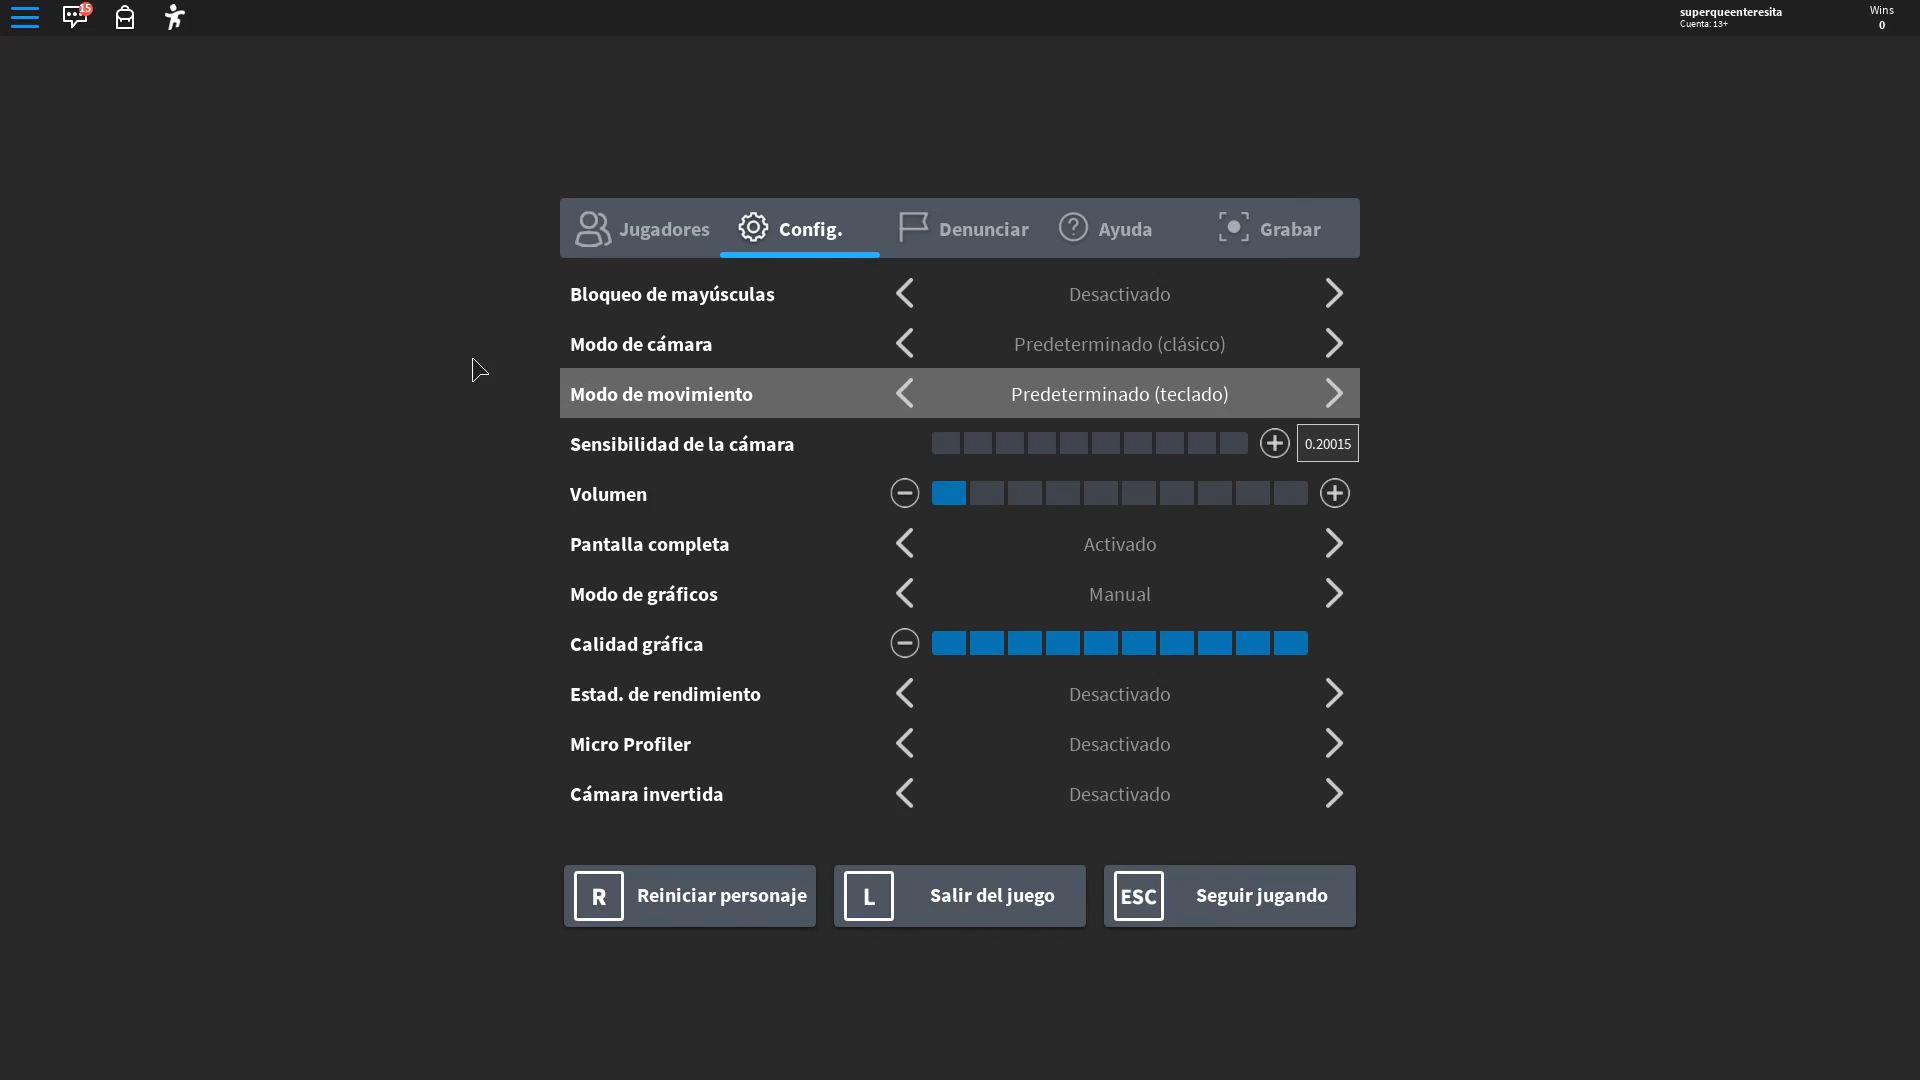 15
superqueenteresita
Cuenta: 13+
Wins
0
Jugadores Config. Denunciar Ayuda Grabar
Bloqueo de mayúsculas Desactivado
Modo de cámara Predeterminado (clásico)
Modo de movimiento Predeterminado (teclado)
Sensibilidad de la cámara 0.20015
Volumen
Pantalla completa Activado
Modo de gráficos Manual
Calidad gráfica
Estad. de rendimiento Desactivado
Micro Profiler Desactivado
Cámara invertida Desactivado
R Reiniciar personaje L Salir del juego ESC Seguir jugando